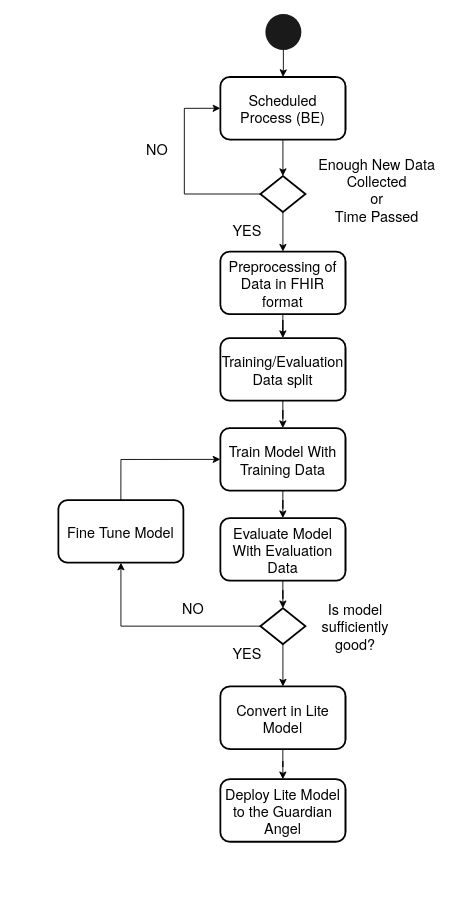 Scheduled
Process (BE)
NO
Enough New Data
Collected
or
Time Passed
YES
Preprocessing of
Data in FHIR
format
Training/Evaluation
Data split
Train Model With
Training Data
Fine Tune Model
Evaluate Model
With Evaluation
Data
NO
Is model
sufficiently
good?
YES
Convert in Lite
Model
Deploy Lite Model
to the Guardian
Angel